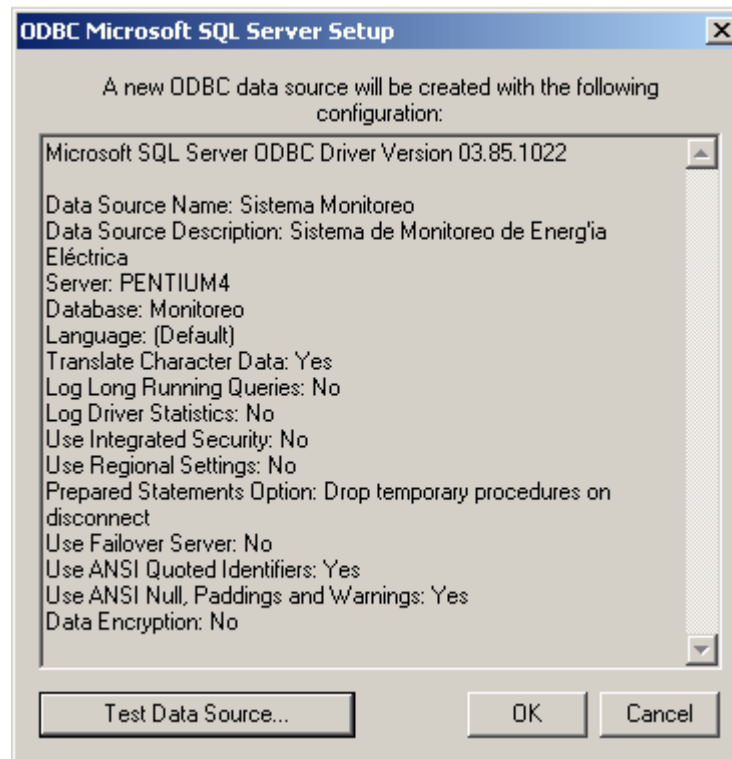 ODBC Microsoft SQL Server Setup
A new ODBC data source will be created with the following
configuration:
Microsoft SQL Server ODBC Driver Version 03.85.1022
Data Source Name: Sistema Monitoreo
Data Source Description: Sistema de Monitoreo de Energ'ia
Eléctrica
Server: PENTIUM4
Database: Monitoreo
Language: (Default)
Translate Character Data: Yes
Log Long Running Queries: No
Log Driver Statistics: No
Use Integrated Security: No
Use Regional Settings: No
Prepared Statements Option: Drop temporary procedures on
disconnect
Use Failover Server: No
Use ANSI Quoted Identifiers: Yes
Use ANSI Null, Paddings and Warnings: Yes
Data Encryption: No
Test Data Source... OK Cancel